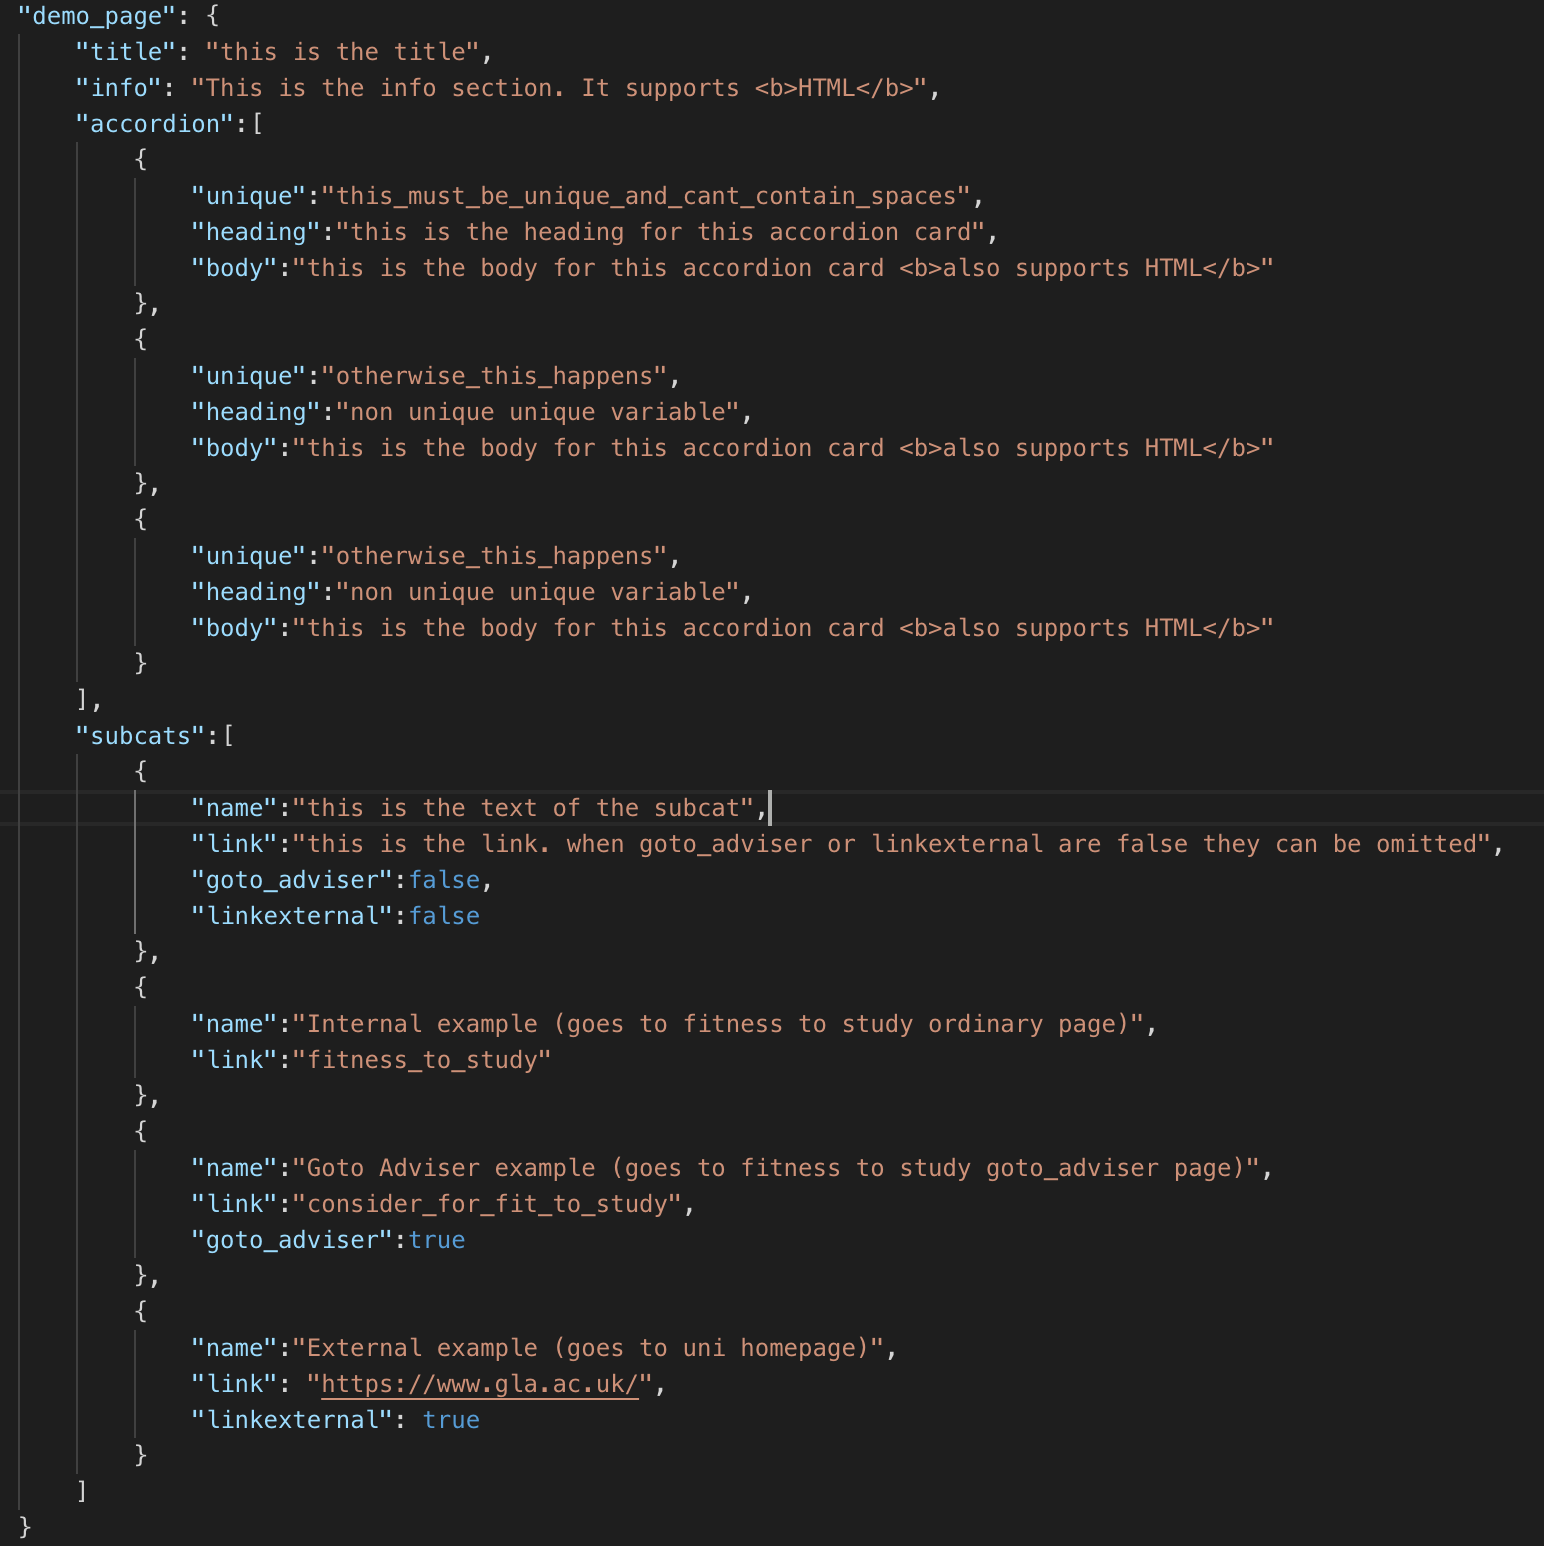 "demo_page": {
    "title": "this is the title",
    "info": "This is the info section. It supports <b>HTML</b>",
    "accordion":[
        {
            "unique":"this_must_be_unique_and_cant_contain_spaces",
            "heading":"this is the heading for this accordion card",
            "body":"this is the body for this accordion card <b>also supports HTML</b>"
        },
        {
            "unique":"otherwise_this_happens",
            "heading":"non unique unique variable",
            "body":"this is the body for this accordion card <b>also supports HTML</b>"
        },
        {
            "unique":"otherwise_this_happens",
            "heading":"non unique unique variable",
            "body":"this is the body for this accordion card <b>also supports HTML</b>"
        }
    ],
    "subcats":[
        {
            "name":"this is the text of the subcat",
            "link":"this is the link. when goto_adviser or linkexternal are false they can be omitted",
            "goto_adviser":false,
            "linkexternal":false
        },
        {
            "name":"Internal example (goes to fitness to study ordinary page)",
            "link":"fitness_to_study"
        },
        {
            "name":"Goto Adviser example (goes to fitness to study goto_adviser page)",
            "link":"consider_for_fit_to_study",
            "goto_adviser":true
        },
        {
            "name":"External example (goes to uni homepage)",
            "link": "https://www.gla.ac.uk/",
            "linkexternal": true
        }
    ]
}